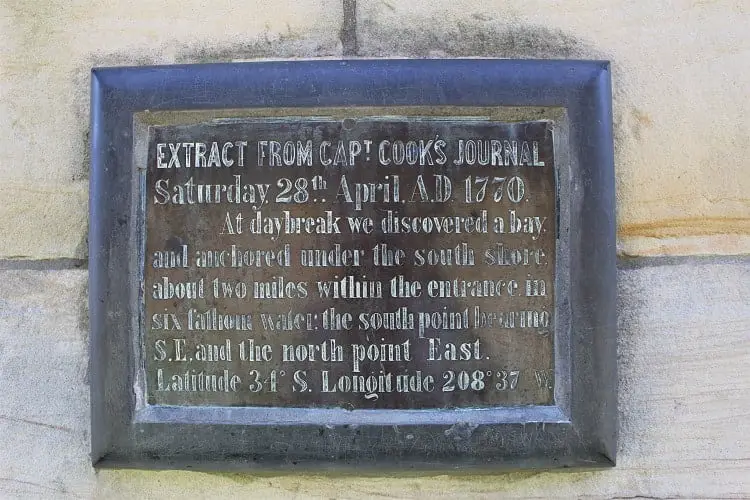 EXTRACT FROM CAPT COOK'S JOURNAL
Saturday, 28th. April, A.D. 1770.
At daybreak we discovered a bay,
and anchored under the south shore
about two miles within the entrance in
six fathom water: the south point bearing
S.E. and the north point East.
Latitude 34° S. Longitude 208° 37 W.